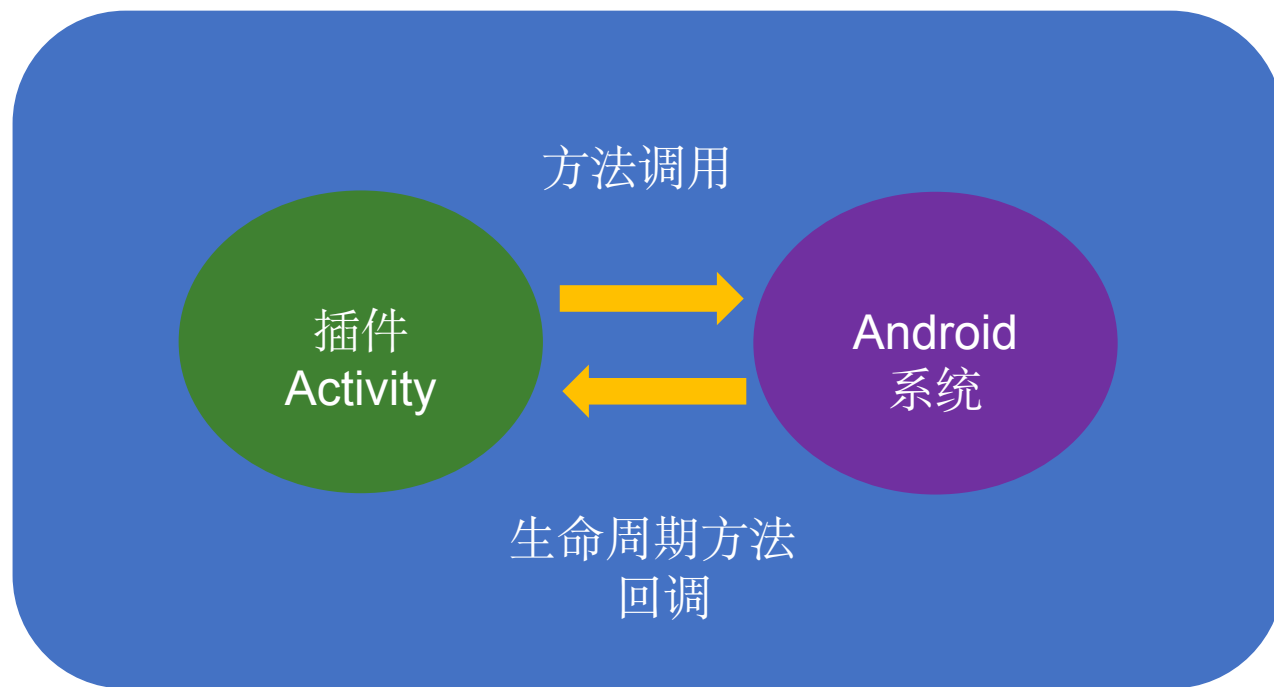 方法调用
插件
Activity
Android
系统
生命周期方法
回调